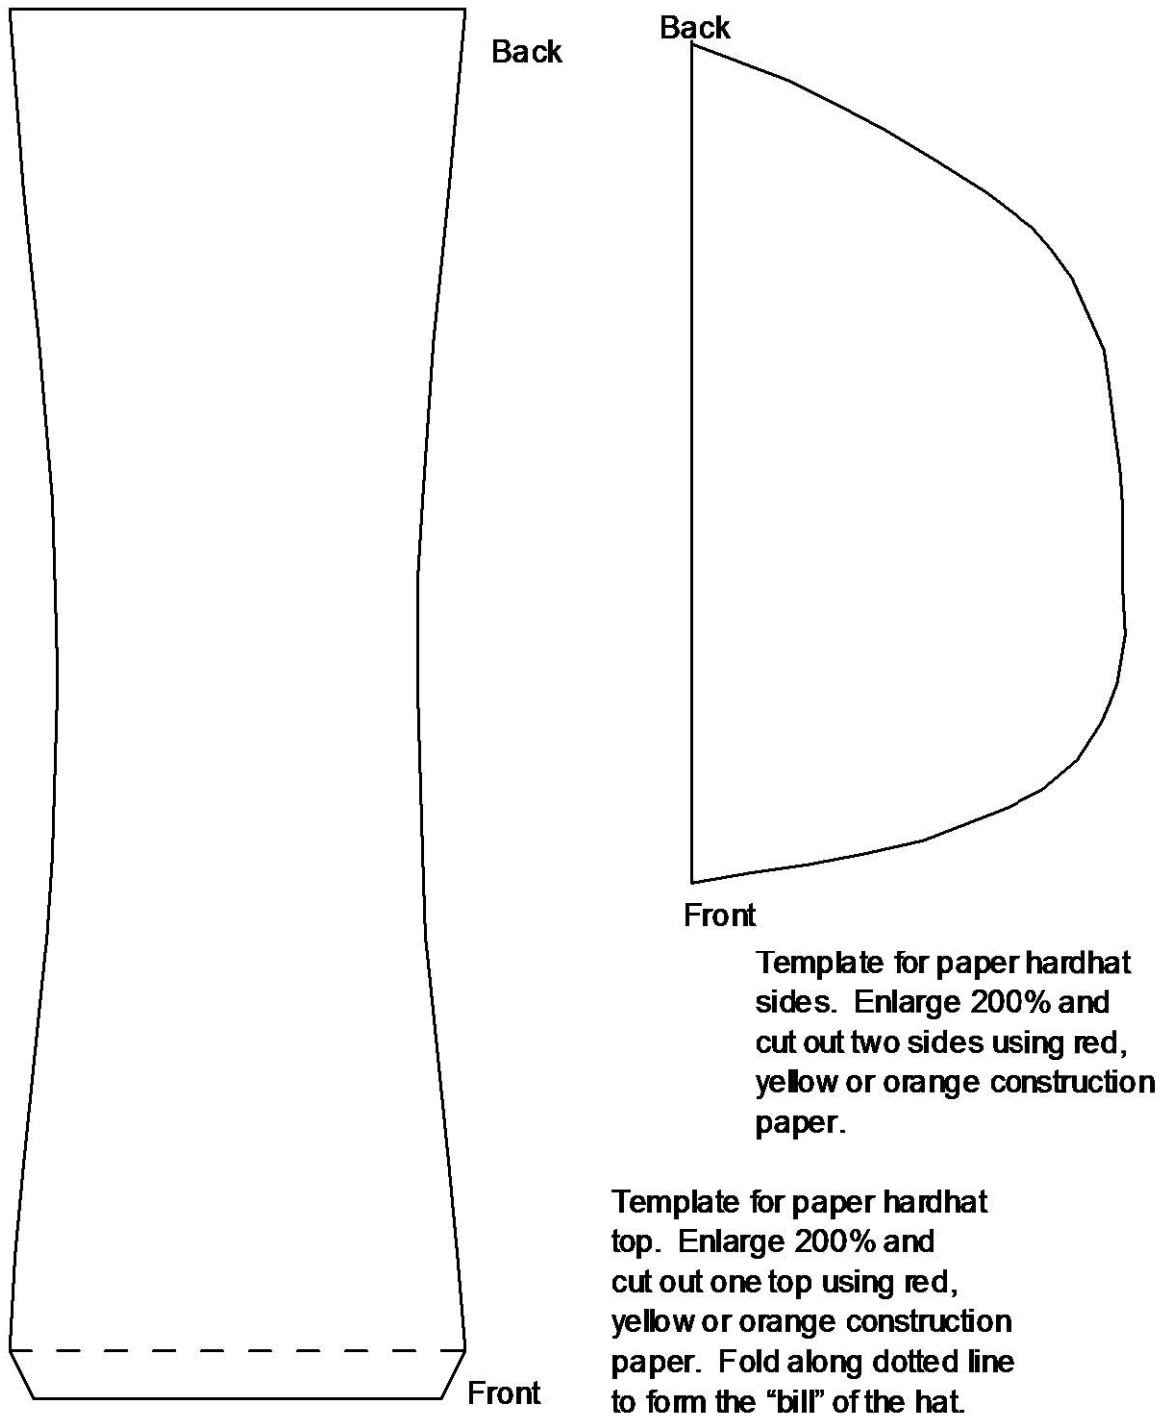 Back
Back
Front
Template for paper hardhat
sides. Enlarge 200% and
cut out two sides using red,
yellow or orange construction
paper.
Template for paper hardhat
top. Enlarge 200% and
cut out one top using red,
yellow or orange construction
paper. Fold along dotted line
to form the “bill” of the hat.
Front